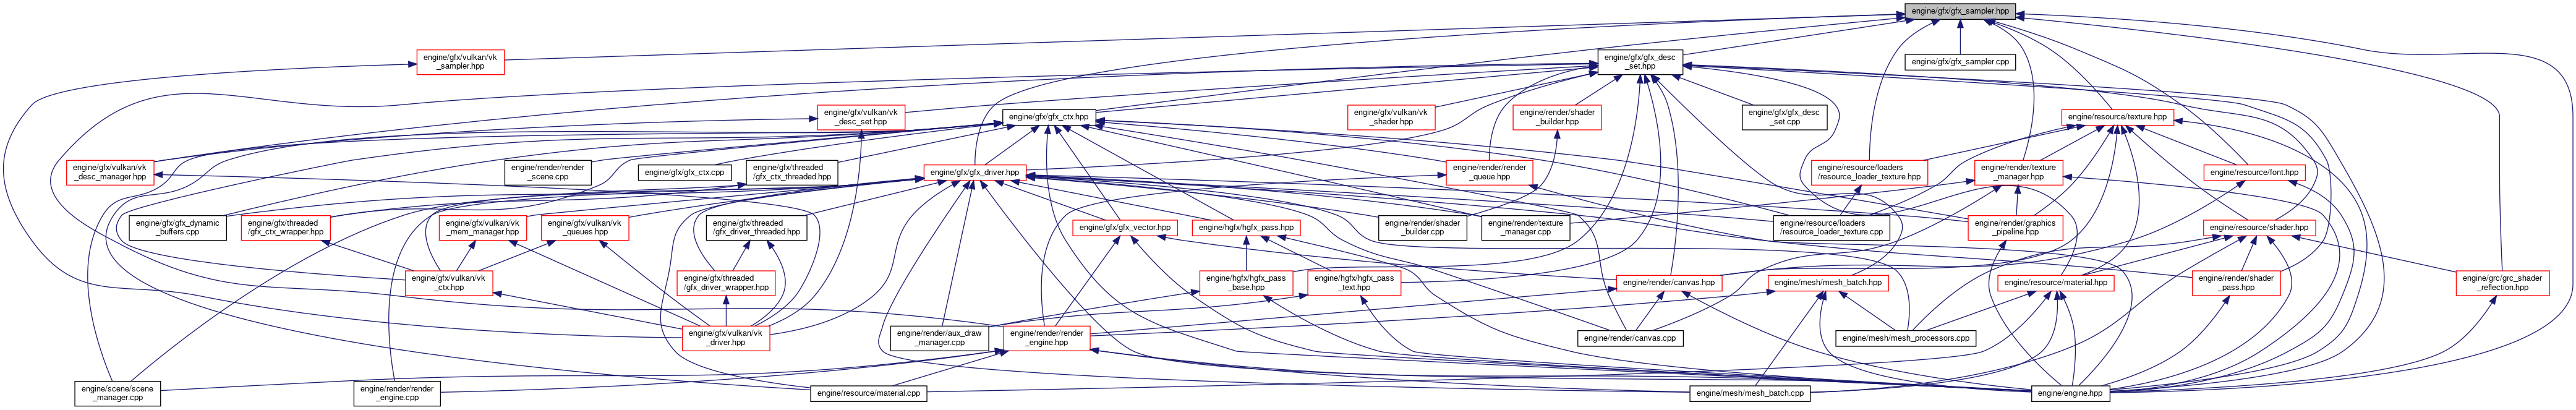 engine/gfx/gfx_sampler.hpp
engine/gfx/vulkan/vk
_sampler.hpp
engine/gfx/gfx_desc
_set.hpp
engine/gfx/gfx_sampler.cpp
engine/gfx/vulkan/vk
_desc_set.hpp
engine/gfx/gfx_ctx.hpp
engine/gfx/vulkan/vk
_shader.hpp
engine/render/shader
_builder.hpp
engine/gfx/gfx_desc
_set.cpp
engine/resource/texture.hpp
engine/gfx/vulkan/vk
_desc_manager.hpp
engine/render/render
_scene.cpp
engine/gfx/gfx_ctx.cpp
engine/gfx/threaded
/gfx_ctx_threaded.hpp
engine/gfx/gfx_driver.hpp
engine/render/render
_queue.hpp
engine/resource/loaders
/resource_loader_texture.hpp
engine/render/texture
_manager.hpp
engine/resource/font.hpp
engine/gfx/gfx_dynamic
_buffers.cpp
engine/gfx/threaded
/gfx_ctx_wrapper.hpp
engine/gfx/vulkan/vk
_mem_manager.hpp
engine/gfx/vulkan/vk
_queues.hpp
engine/gfx/threaded
/gfx_driver_threaded.hpp
engine/gfx/gfx_vector.hpp
engine/hgfx/hgfx_pass.hpp
engine/render/shader
_builder.cpp
engine/render/texture
_manager.cpp
engine/resource/loaders
/resource_loader_texture.cpp
engine/render/graphics
_pipeline.hpp
engine/resource/shader.hpp
engine/gfx/vulkan/vk
_ctx.hpp
engine/gfx/threaded
/gfx_driver_wrapper.hpp
engine/hgfx/hgfx_pass
_base.hpp
engine/hgfx/hgfx_pass
_text.hpp
engine/render/canvas.hpp
engine/mesh/mesh_batch.hpp
engine/resource/material.hpp
engine/render/shader
_pass.hpp
engine/grc/grc_shader
_reflection.hpp
engine/gfx/vulkan/vk
_driver.hpp
engine/render/aux_draw
_manager.cpp
engine/render/render
_engine.hpp
engine/render/canvas.cpp
engine/mesh/mesh_processors.cpp
engine/scene/scene
_manager.cpp
engine/render/render
_engine.cpp
engine/resource/material.cpp
engine/mesh/mesh_batch.cpp
engine/engine.hpp